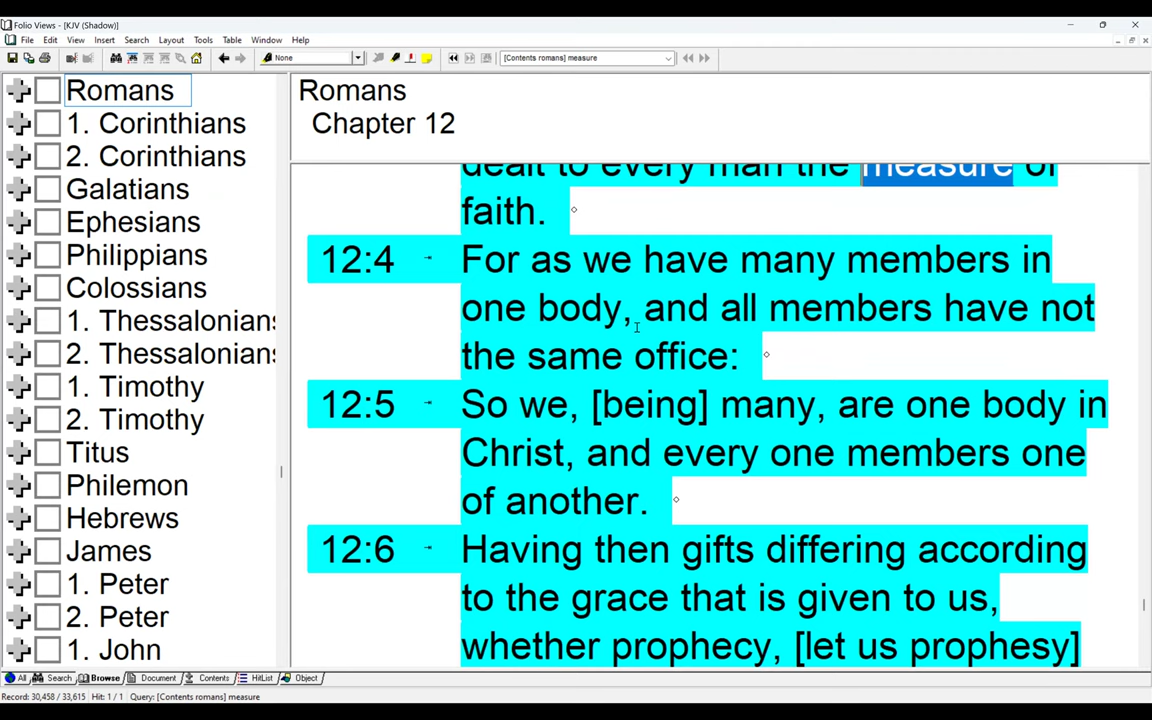 Folio Views - [KJV (Shadow)]
File Edit View Insert Search Layout Tools Table Window Help
None
[Contents romans] measure
Romans
1. Corinthians
2. Corinthians
Galatians
Ephesians
Philippians
Colossians
1. Thessalonians
2. Thessalonians
1. Timothy
2. Timothy
Titus
Philemon
Hebrews
James
1. Peter
2. Peter
1. John
Romans
Chapter 12
dealt to every man the measure of
faith.
12:4 For as we have many members in
one body, and all members have not
the same office:
12:5 So we, [being] many, are one body in
Christ, and every one members one
of another.
12:6 Having then gifts differing according
to the grace that is given to us,
whether prophecy, [let us prophesy]
All Search Browse Document Contents HitList Object
Record: 30,458 / 33,615 Hit: 1 / 1 Query: [Contents romans] measure